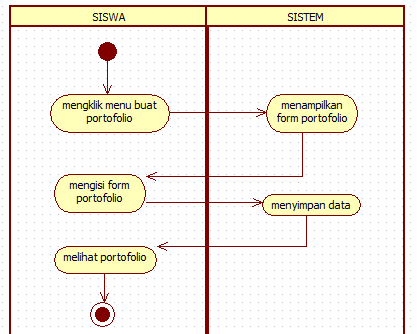 SISWA
SISTEM
mengklik menu buat
portofolio
menampilkan
form portofolio
mengisi form
portofolio
menyimpan data
melihat portofolio